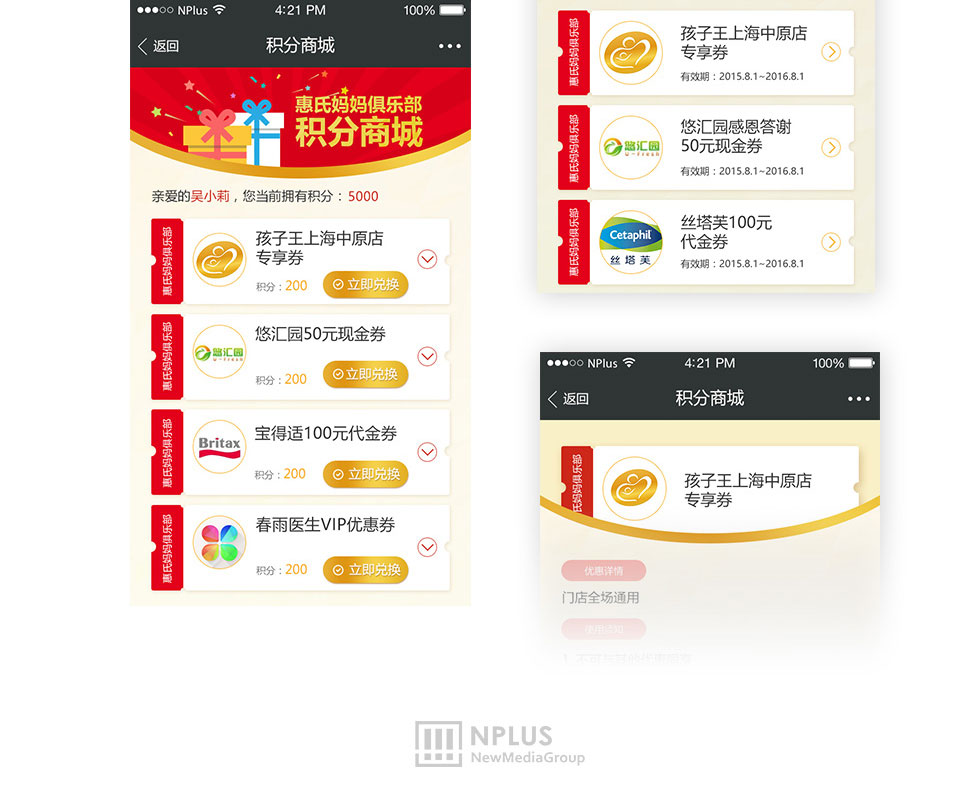 NPlus 4:21 PM 100%
返回 积分商城
惠氏妈妈俱乐部
积分商城
亲爱的吴小莉，您当前拥有积分：5000
惠氏妈妈俱乐部
孩子王上海中原店
专享券
积分：200 立即兑换
惠氏妈妈俱乐部
悠汇园
U-Fresh
悠汇园50元现金券
积分：200 立即兑换
惠氏妈妈俱乐部
Britax
宝得适100元代金券
积分：200 立即兑换
惠氏妈妈俱乐部
春雨医生VIP优惠券
积分：200 立即兑换
惠氏妈妈俱乐部
孩子王上海中原店
专享券
有效期：2015.8.1~2016.8.1
惠氏妈妈俱乐部
悠汇园
U-Fresh
悠汇园感恩答谢
50元现金券
有效期：2015.8.1~2016.8.1
惠氏妈妈俱乐部
Cetaphil
丝塔芙
丝塔芙100元
代金券
有效期：2015.8.1~2016.8.1
NPlus 4:21 PM 100%
返回 积分商城
氏妈妈俱乐部
孩子王上海中原店
专享券
优惠详情
门店全场通用
使用须知
1. 不可与其他优惠同享
NPLUS
NewMediaGroup